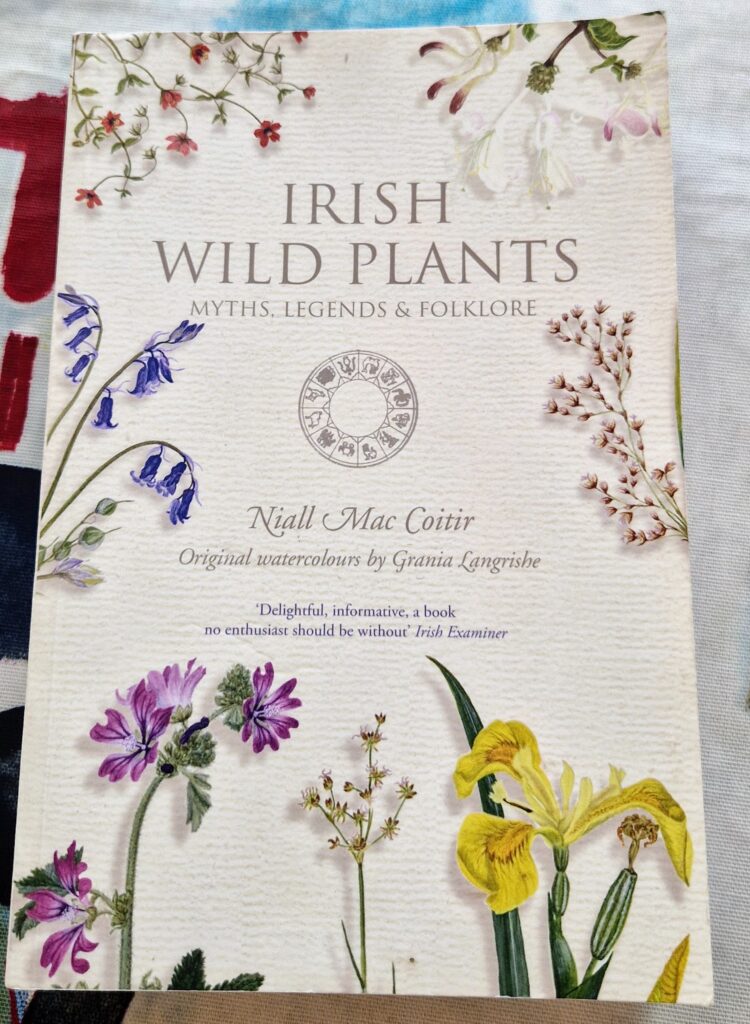 IRISH
WILD PLANTS
MYTHS, LEGENDS & FOLKLORE
Niall Mac Coitir
Original watercolours by Grania Langrishe
‘Delightful, informative, a book
no enthusiast should be without’ Irish Examiner